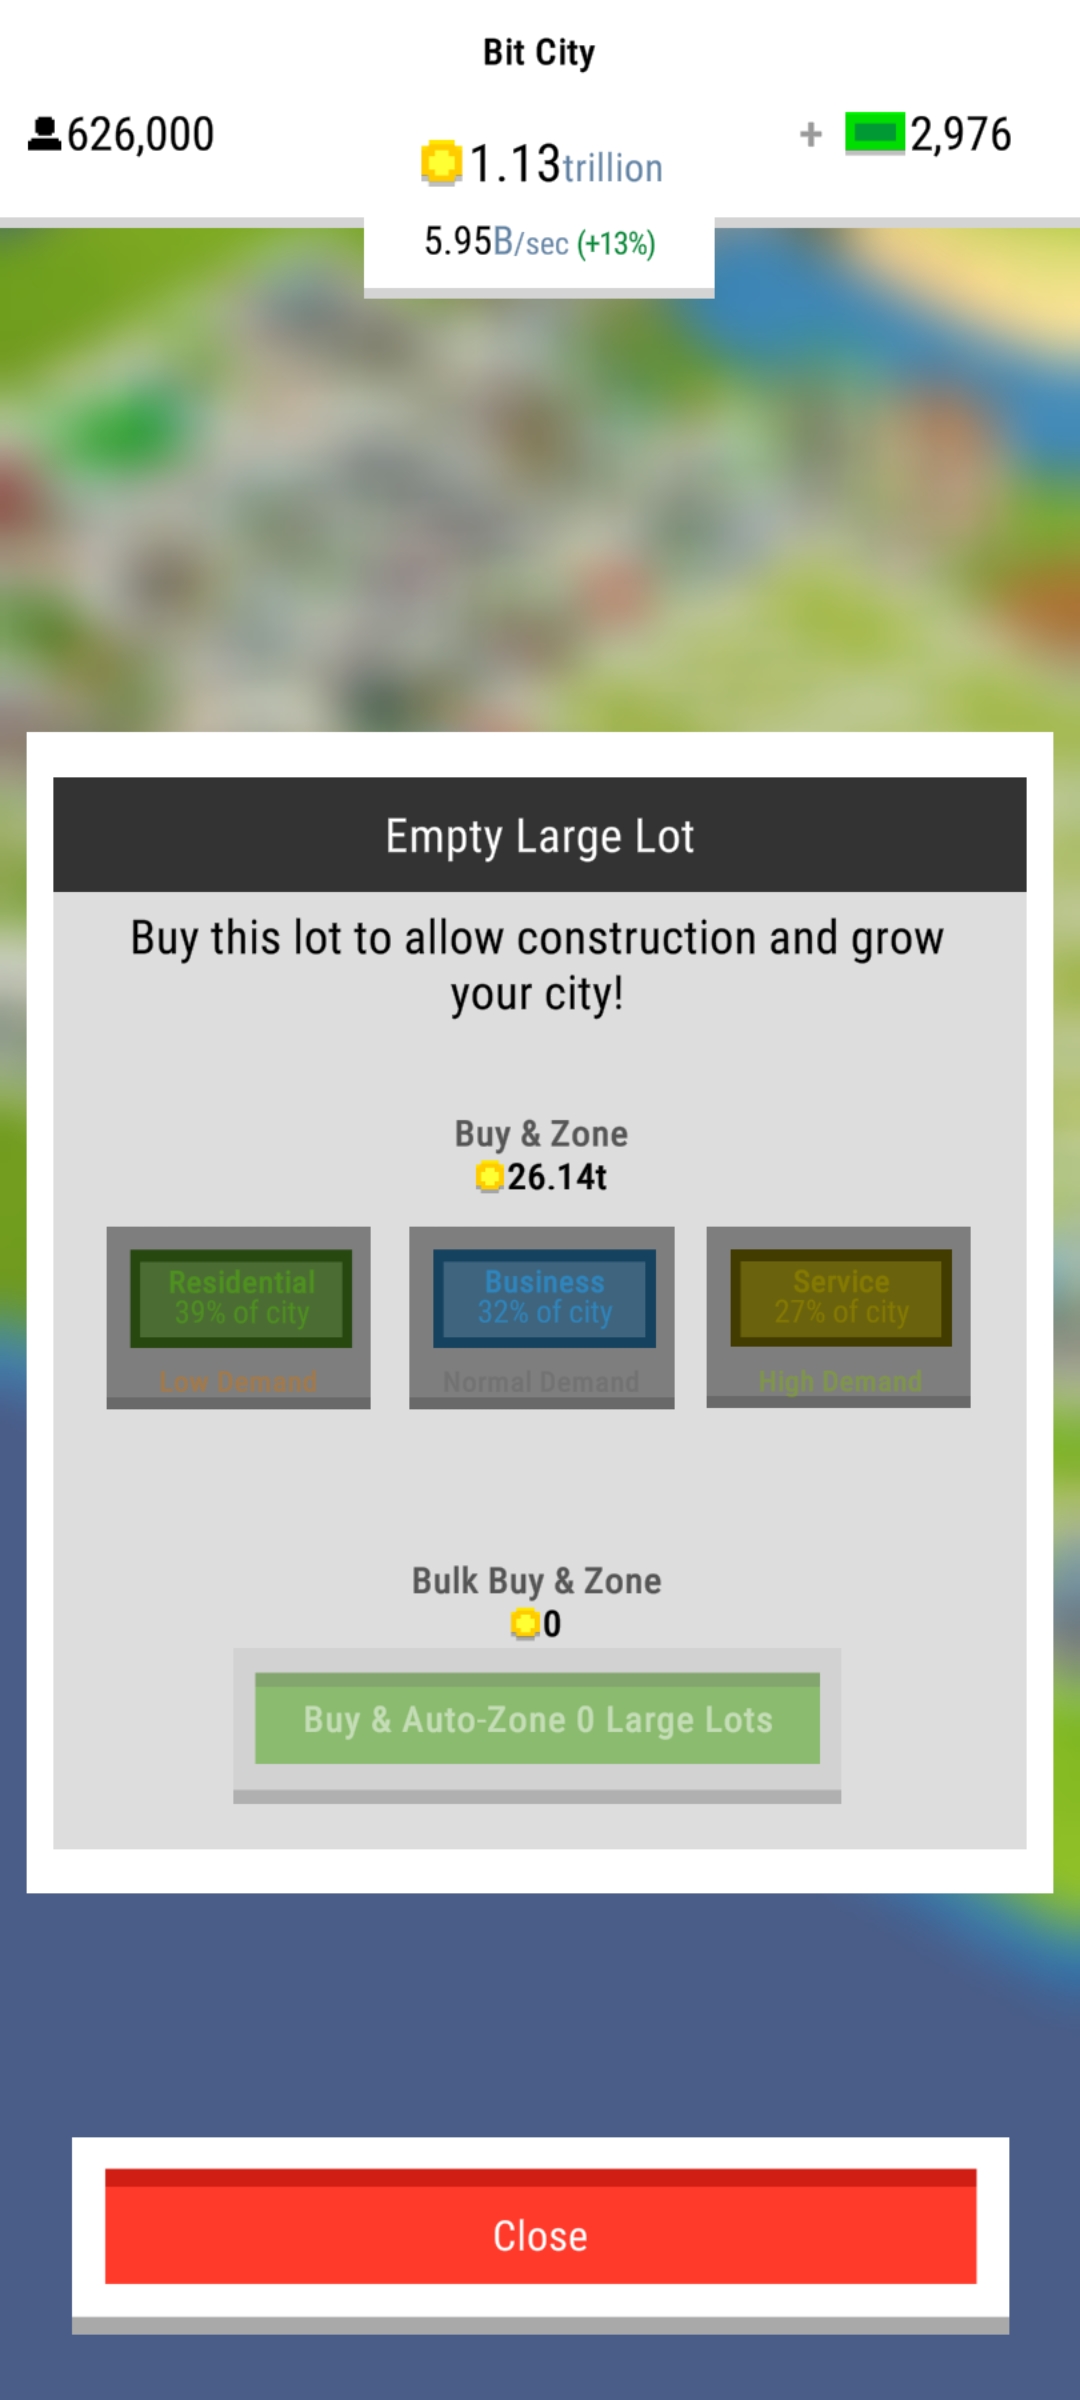 Bit City
626,000
1.13trillion
+ 2,976
5.95B/sec (+13%)
Empty Large Lot
Buy this lot to allow construction and grow
your city!
Buy & Zone
26.14t
Residential
39% of city
Low Demand
Business
32% of city
Normal Demand
Service
27% of city
High Demand
Bulk Buy & Zone
0
Buy & Auto-Zone 0 Large Lots
Close